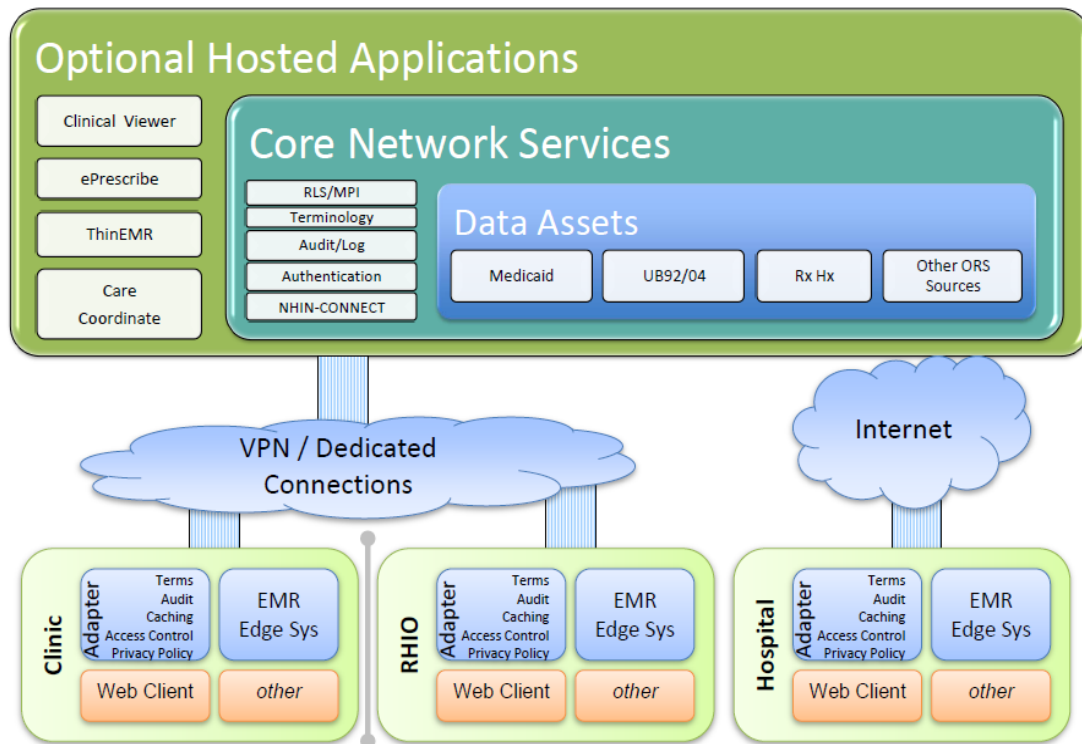 Optional Hosted Applications
Clinical Viewer
ePrescribe
ThinEMR
Care
Coordinate
Core Network Services
RLS/MPI
Terminology
Audit/Log
Authentication
NHIN-CONNECT
Data Assets
Medicaid
UB92/04
Rx Hx
Other ORS
Sources
VPN / Dedicated
Connections
Internet
Clinic
Adapter
Terms
Audit
Caching
Access Control
Privacy Policy
EMR
Edge Sys
Web Client
other
RHIO
Adapter
Terms
Audit
Caching
Access Control
Privacy Policy
EMR
Edge Sys
Web Client
other
Hospital
Adapter
Terms
Audit
Caching
Access Control
Privacy Policy
EMR
Edge Sys
Web Client
other